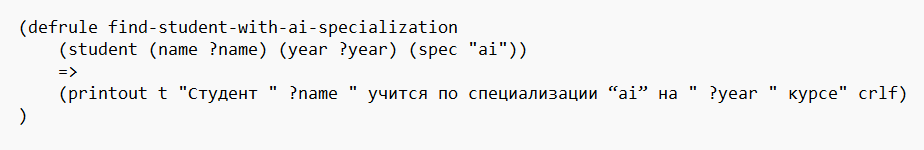 (defrule find-student-with-ai-specialization
(student (name ?name) (year ?year) (spec "ai"))
=>
(printout t "Студент " ?name " учится по специализации “ai” на " ?year " курсе" crlf)
)